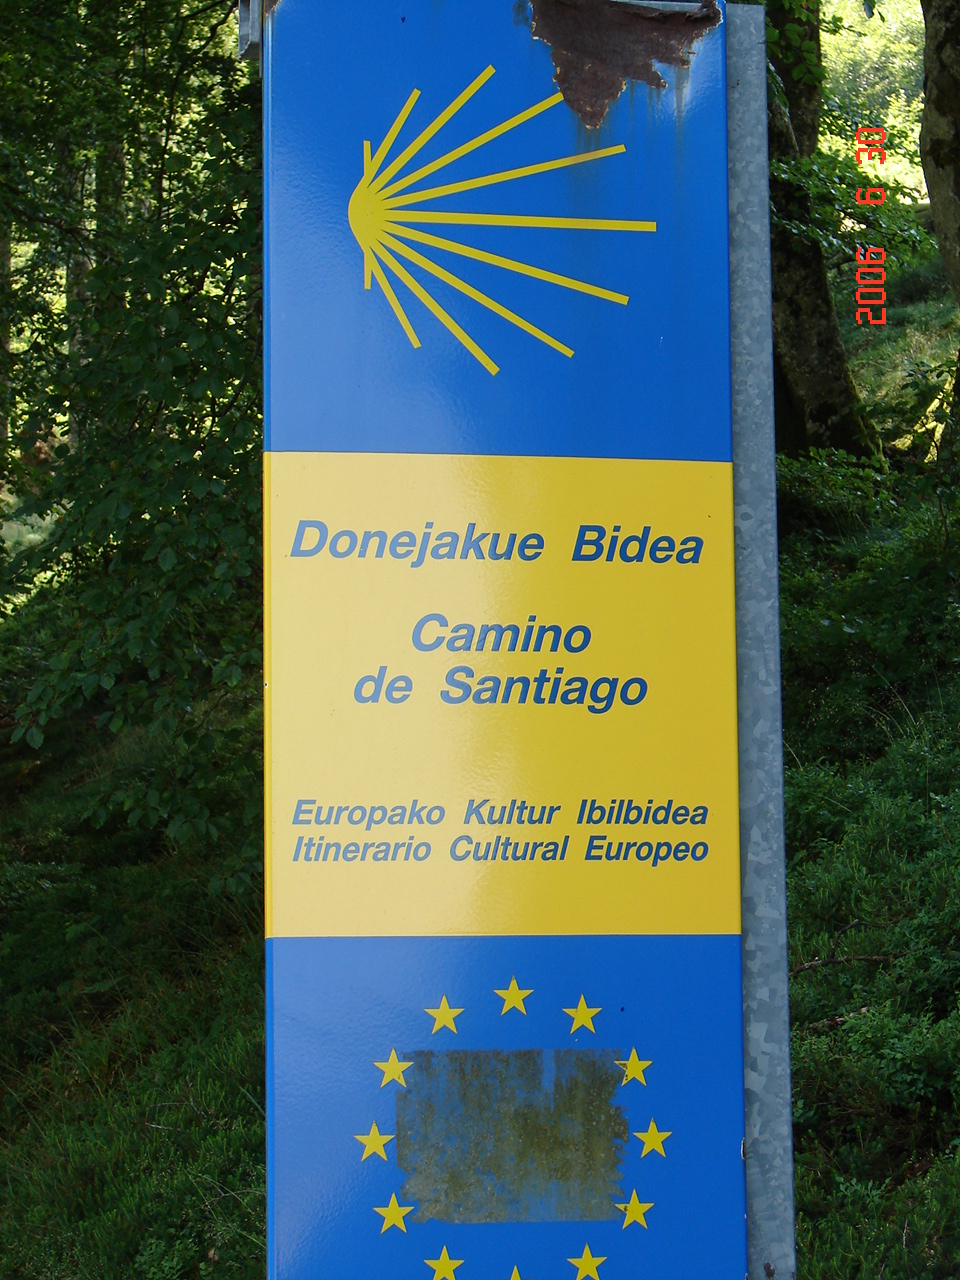 Donejakue Bidea
Camino
de Santiago
Europako Kultur Ibilbidea
Itinerario Cultural Europeo
2006 6 30